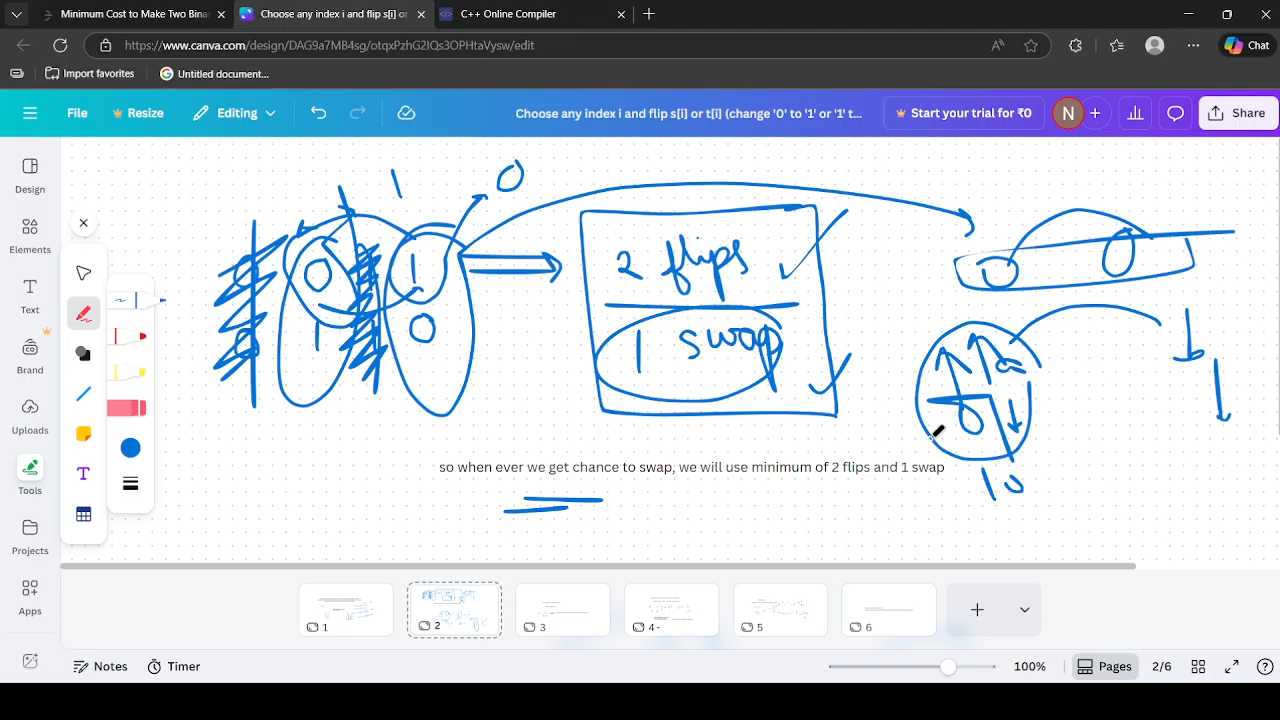 Minimum Cost to Make Two Bina
Choose any index i and flip s[i] or
C++ Online Compiler
https://www.canva.com/design/DAG9a7MB4sg/otqxPzhG2IQs3OPHtaVysw/edit
Chat
Import favorites
Untitled document...
File
Resize
Editing
Choose any index i and flip s[i] or t[i] (change '0' to '1' or '1' t...
N
Start your trial for ₹0
Share
Design
Elements
Text
Brand
Uploads
Tools
Projects
Apps
1
0
0 1
1 0
2 flips
1 swap
0 0
0
10
so when ever we get chance to swap, we will use minimum of 2 flips and 1 swap
1
2
3
4-
5
6
Notes
Timer
100%
Pages
2/6